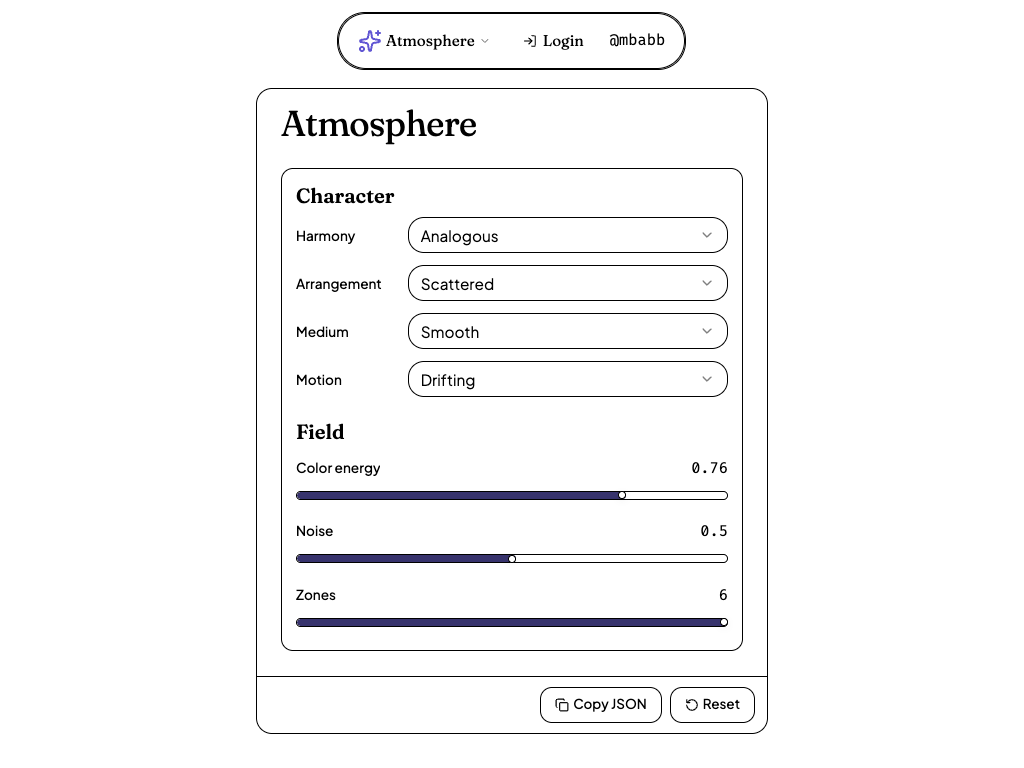 Atmosphere Login @mbabb
Atmosphere
Character
Harmony Analogous
Arrangement Scattered
Medium Smooth
Motion Drifting
Field
Color energy 0.76
Noise 0.5
Zones 6
Copy JSON Reset